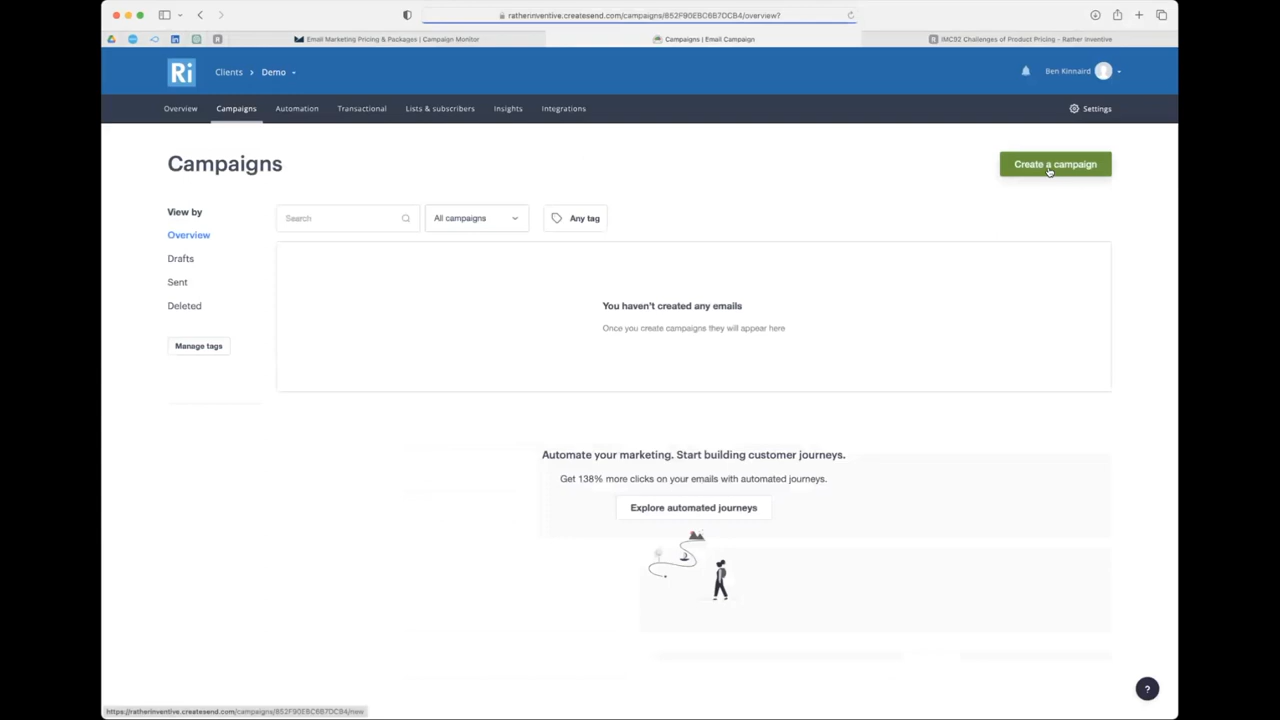 ratherinventive.createsend.com/campaigns/852F90EBC6B7DCB4/overview?
Email Marketing Pricing & Packages | Campaign Monitor
Campaigns | Email Campaign
IMC92 Challenges of Product Pricing - Rather Inventive
Ri
Clients > Demo
Ben Kinnaird
Overview
Campaigns
Automation
Transactional
Lists & subscribers
Insights
Integrations
Settings
Campaigns
Create a campaign
View by
Overview
Drafts
Sent
Deleted
Manage tags
Search
All campaigns
Any tag
You haven't created any emails
Once you create campaigns they will appear here
Automate your marketing. Start building customer journeys.
Get 138% more clicks on your emails with automated journeys.
Explore automated journeys
?
https://ratherinventive.createsend.com/campaigns/852F90EBC6B7DCB4/new